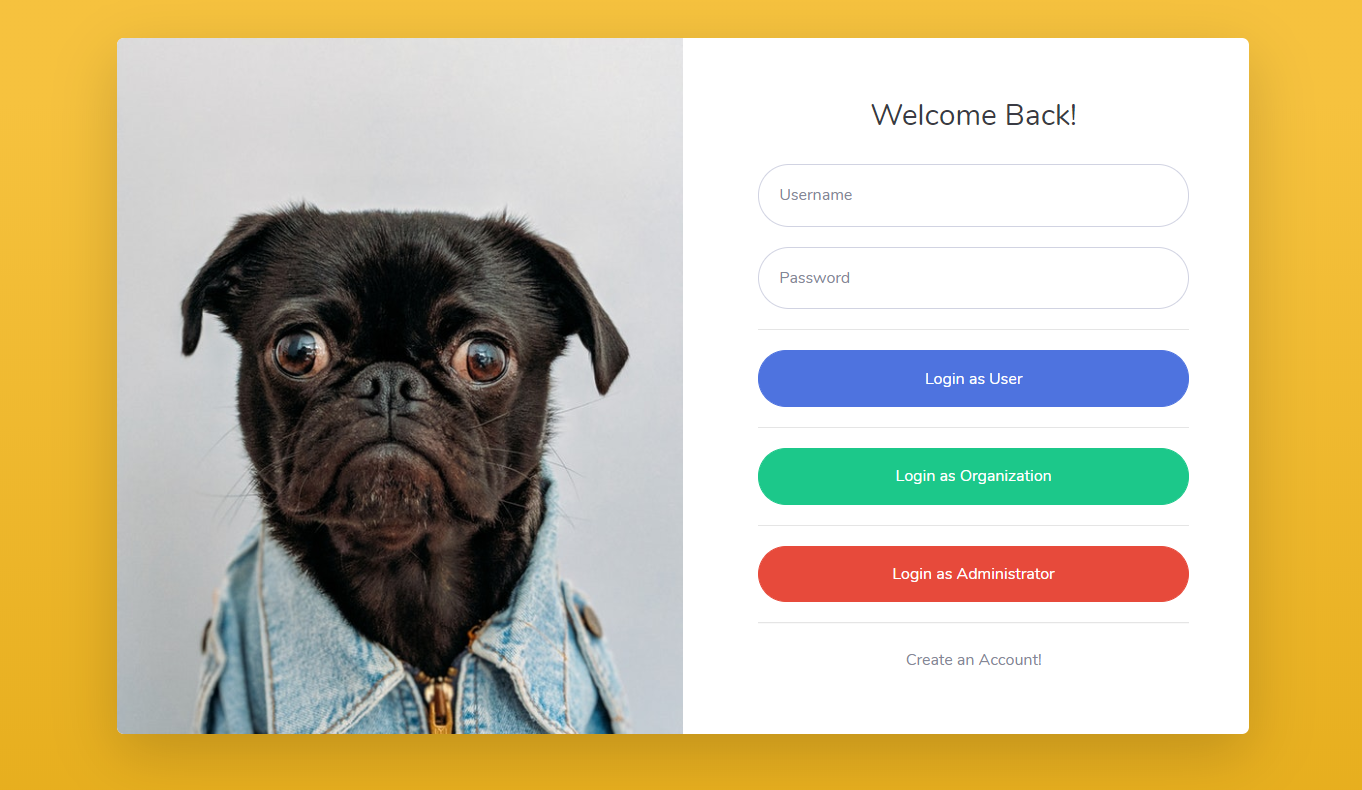 Welcome Back!
Username
Password
Login as User
Login as Organization
Login as Administrator
Create an Account!